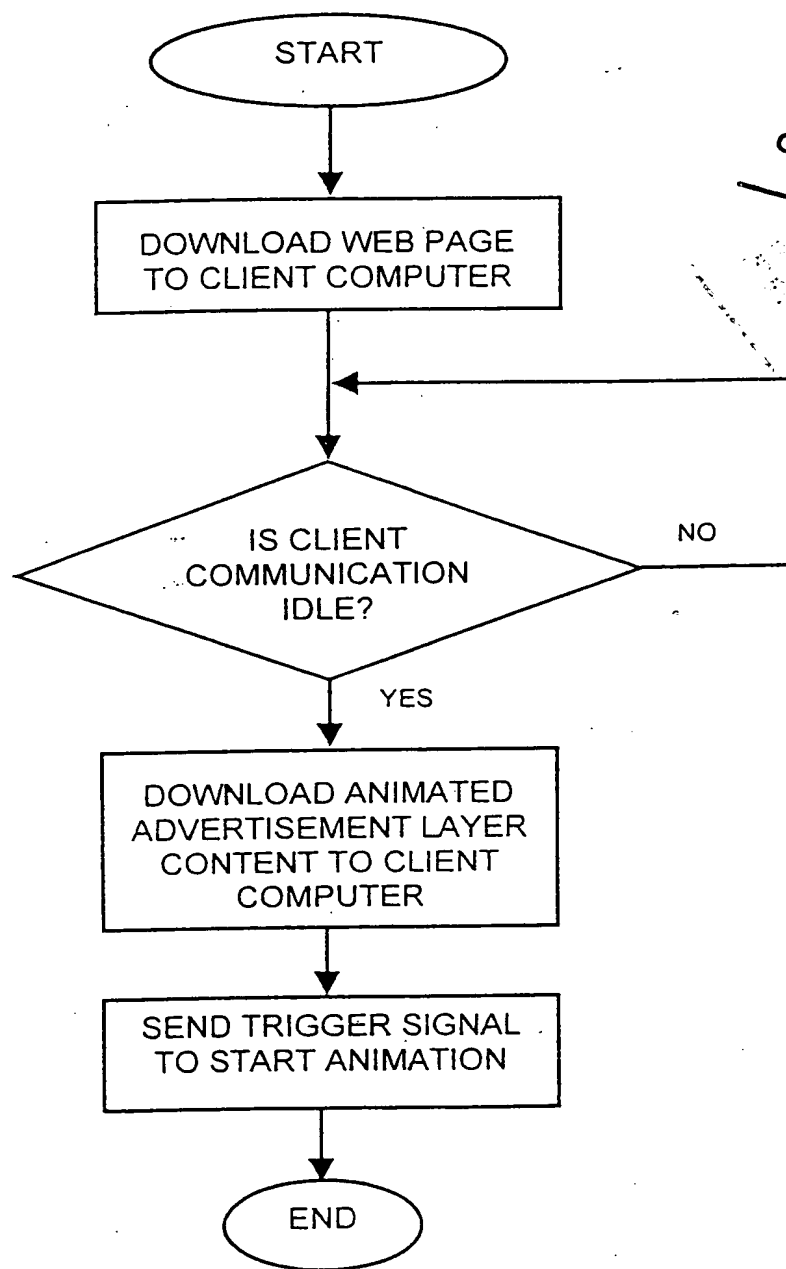 START
DOWNLOAD WEB PAGE
TO CLIENT COMPUTER
IS CLIENT
COMMUNICATION
IDLE?
NO
YES
DOWNLOAD ANIMATED
ADVERTISEMENT LAYER
CONTENT TO CLIENT
COMPUTER
SEND TRIGGER SIGNAL
TO START ANIMATION
END